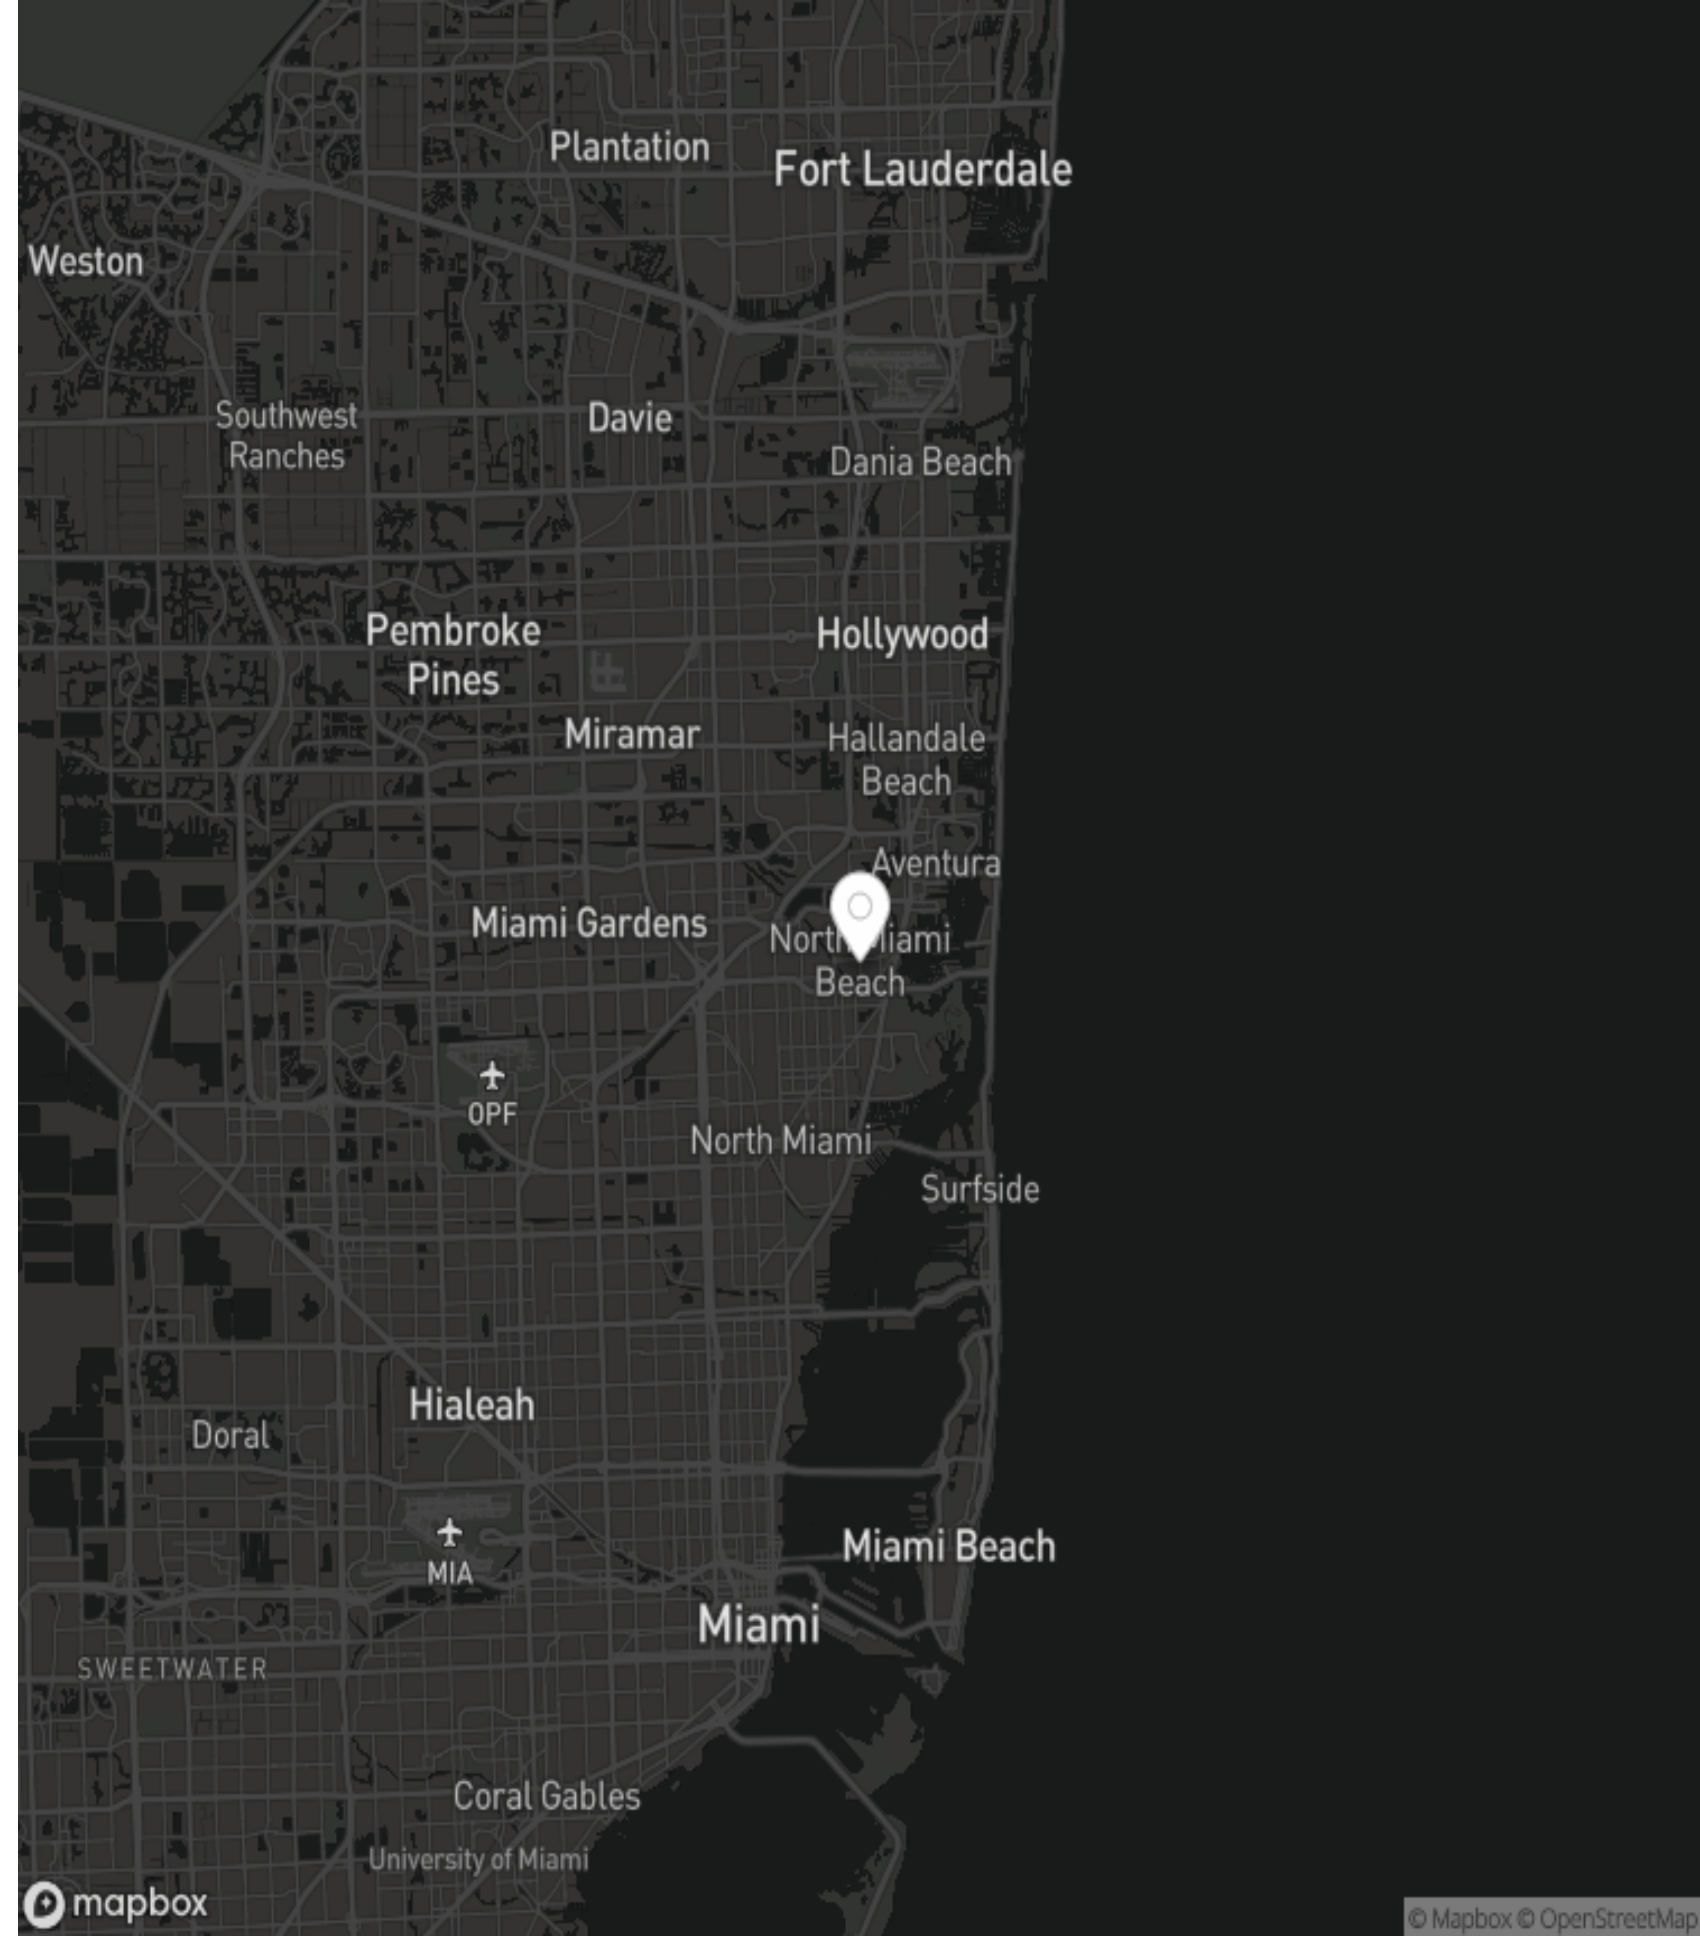 Plantation
Fort Lauderdale
Weston
Southwest
Ranches
Davie
Dania Beach
Pembroke
Pines
Hollywood
Miramar
Hallandale
Beach
Aventura
Miami Gardens
North Miami
Beach
OPF
North Miami
Surfside
Hialeah
Doral
MIA
Miami Beach
Miami
SWEETWATER
Coral Gables
University of Miami
mapbox
© Mapbox © OpenStreetMap